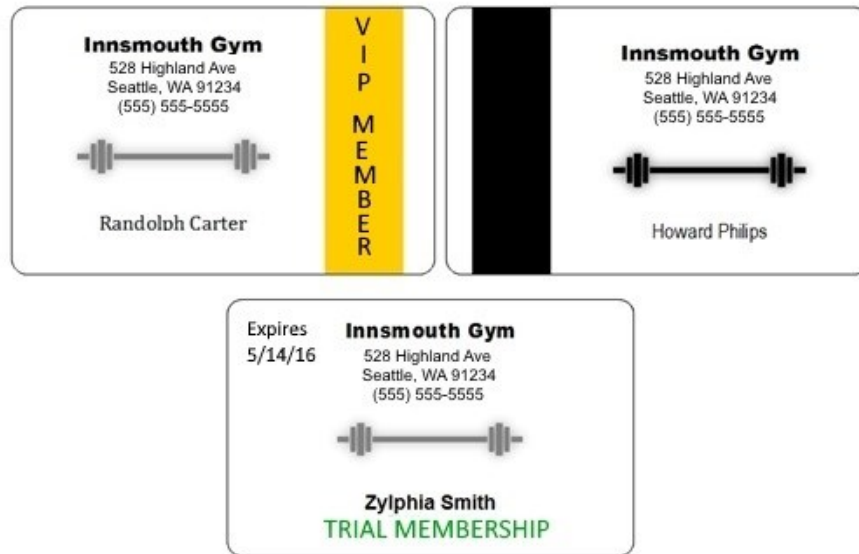 Innsmouth Gym
528 Highland Ave
Seattle, WA 91234
(555) 555-5555
Randolph Carter
VIP MEMBER
Innsmouth Gym
528 Highland Ave
Seattle, WA 91234
(555) 555-5555
Howard Philips
Expires
5/14/16
Innsmouth Gym
528 Highland Ave
Seattle, WA 91234
(555) 555-5555
Zylphia Smith
TRIAL MEMBERSHIP